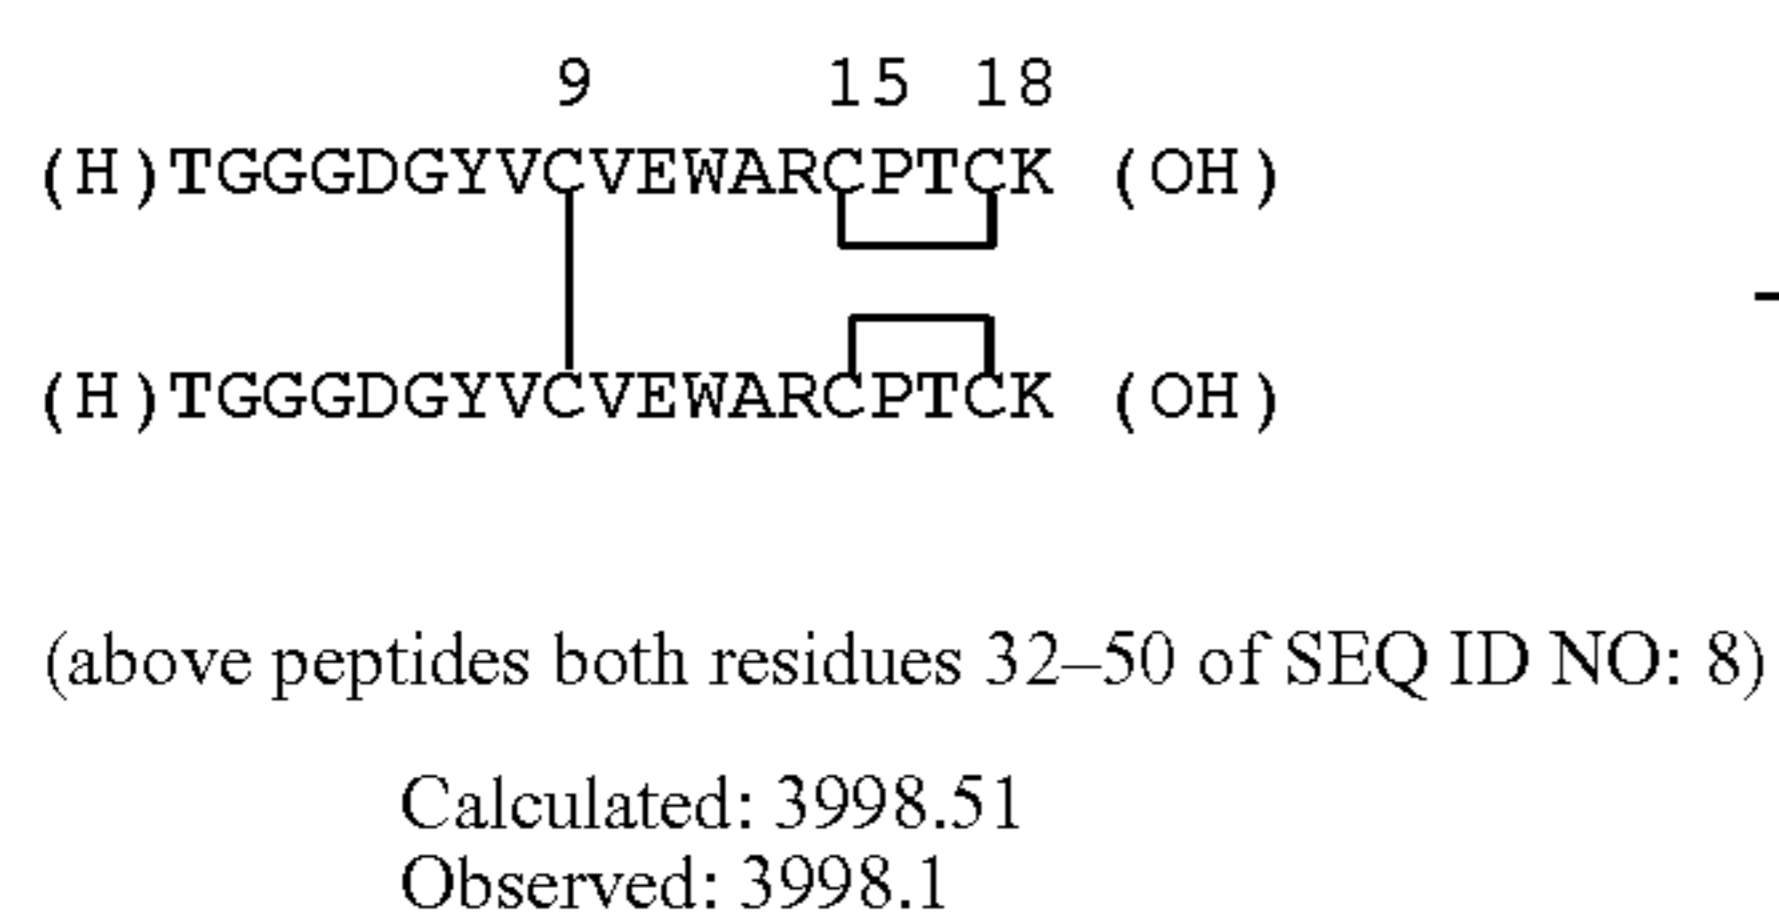 9 15 18
(H)TGGGDGYVCVEWARCPTCK (OH)
(H)TGGGDGYVCVEWARCPTCK (OH)
(above peptides both residues 32–50 of SEQ ID NO: 8)
Calculated: 3998.51
Observed: 3998.1